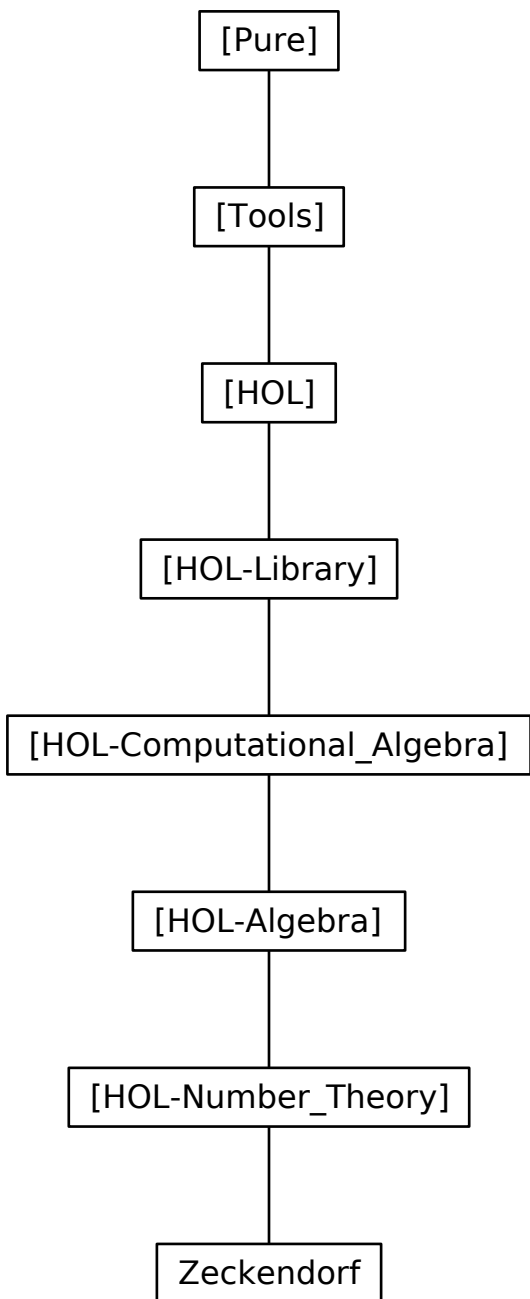 [Pure]
[Tools]
[HOL]
[HOL-Library]
[HOL-Computational_Algebra]
[HOL-Algebra]
[HOL-Number_Theory]
Zeckendorf